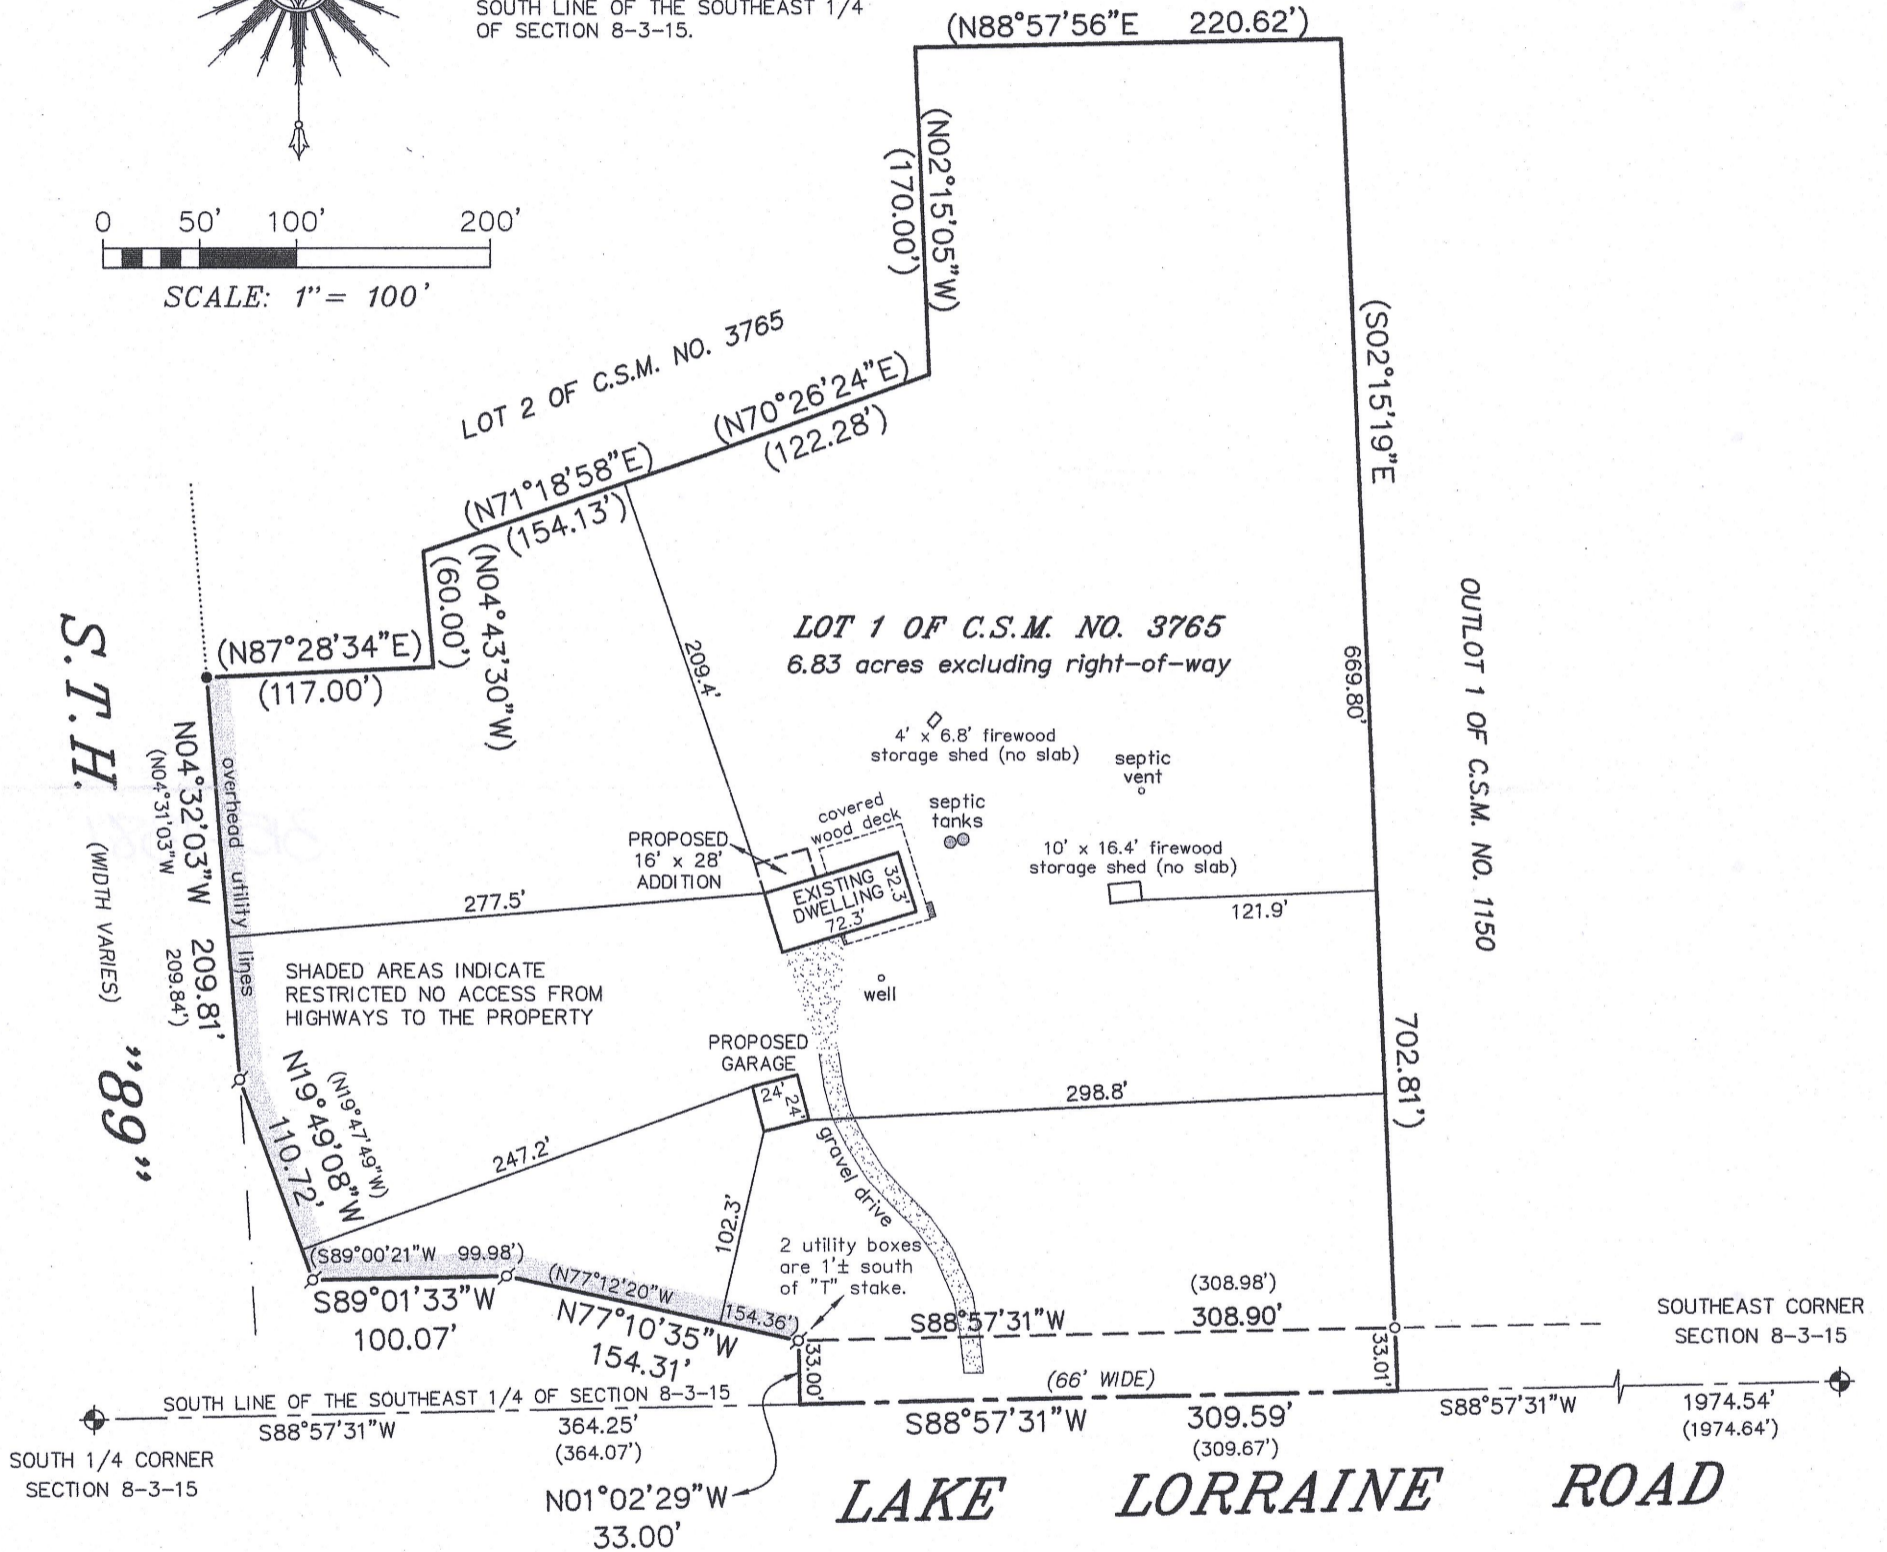 SOUTH LINE OF THE SOUTHEAST 1/4
OF SECTION 8-3-15.
(N88°57'56"E 220.62')
(N02°15'05"W)
(170.00')
0 50' 100' 200'
SCALE: 1"= 100'
LOT 2 OF C.S.M. NO. 3765
(N70°26'24"E)
(122.28')
(N71°18'58"E)
(154.13')
(S02°15'19"E
669.80'
702.81')
OUTLOT 1 OF C.S.M. NO. 1150
(N04°43'30"W)
(60.00')
(N87°28'34"E)
(117.00')
209.4'
LOT 1 OF C.S.M. NO. 3765
6.83 acres excluding right-of-way
4' x 6.8' firewood
storage shed (no slab)
septic
vent
septic
tanks
covered
wood deck
PROPOSED
16' x 28'
ADDITION
EXISTING
DWELLING
32.3'
72.3'
10' x 16.4' firewood
storage shed (no slab)
121.9'
277.5'
S.T.H. "89"
(WIDTH VARIES)
N04°32'03"W 209.81'
(N04°31'03"W 209.84')
overhead utility lines
SHADED AREAS INDICATE
RESTRICTED NO ACCESS FROM
HIGHWAYS TO THE PROPERTY
well
PROPOSED
GARAGE
24' 24'
298.8'
gravel drive
247.2'
102.3'
(N19°47'49"W)
N19°49'08"W
110.72'
2 utility boxes
are 1'± south
of "T" stake.
(S89°00'21"W 99.98')
S89°01'33"W
100.07'
(N77°12'20"W 154.36')
N77°10'35"W
154.31'
(308.98')
S88°57'31"W 308.90'
33.00'
33.01'
(66' WIDE)
SOUTHEAST CORNER
SECTION 8-3-15
SOUTH LINE OF THE SOUTHEAST 1/4 OF SECTION 8-3-15
S88°57'31"W 364.25'
(364.07')
S88°57'31"W 309.59'
(309.67')
S88°57'31"W 1974.54'
(1974.64')
SOUTH 1/4 CORNER
SECTION 8-3-15
N01°02'29"W
33.00'
LAKE LORRAINE ROAD